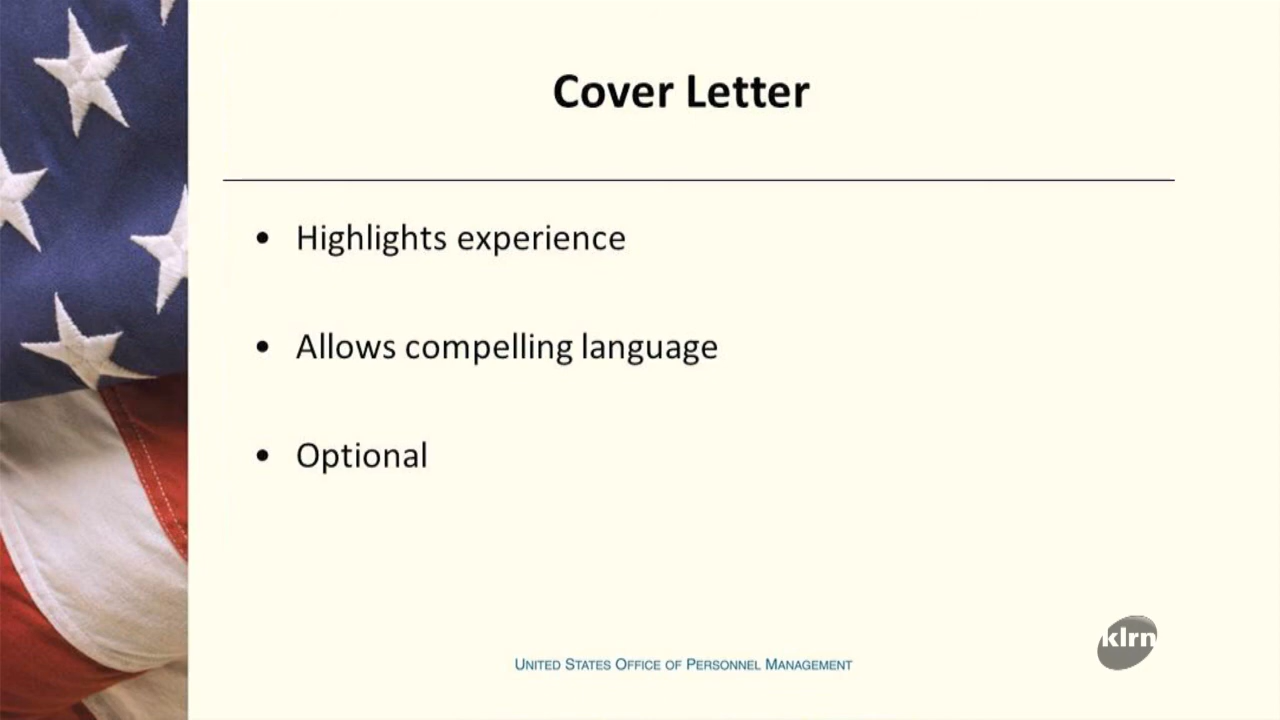 Cover Letter
• Highlights experience
• Allows compelling language
• Optional
klrn
UNITED STATES OFFICE OF PERSONNEL MANAGEMENT